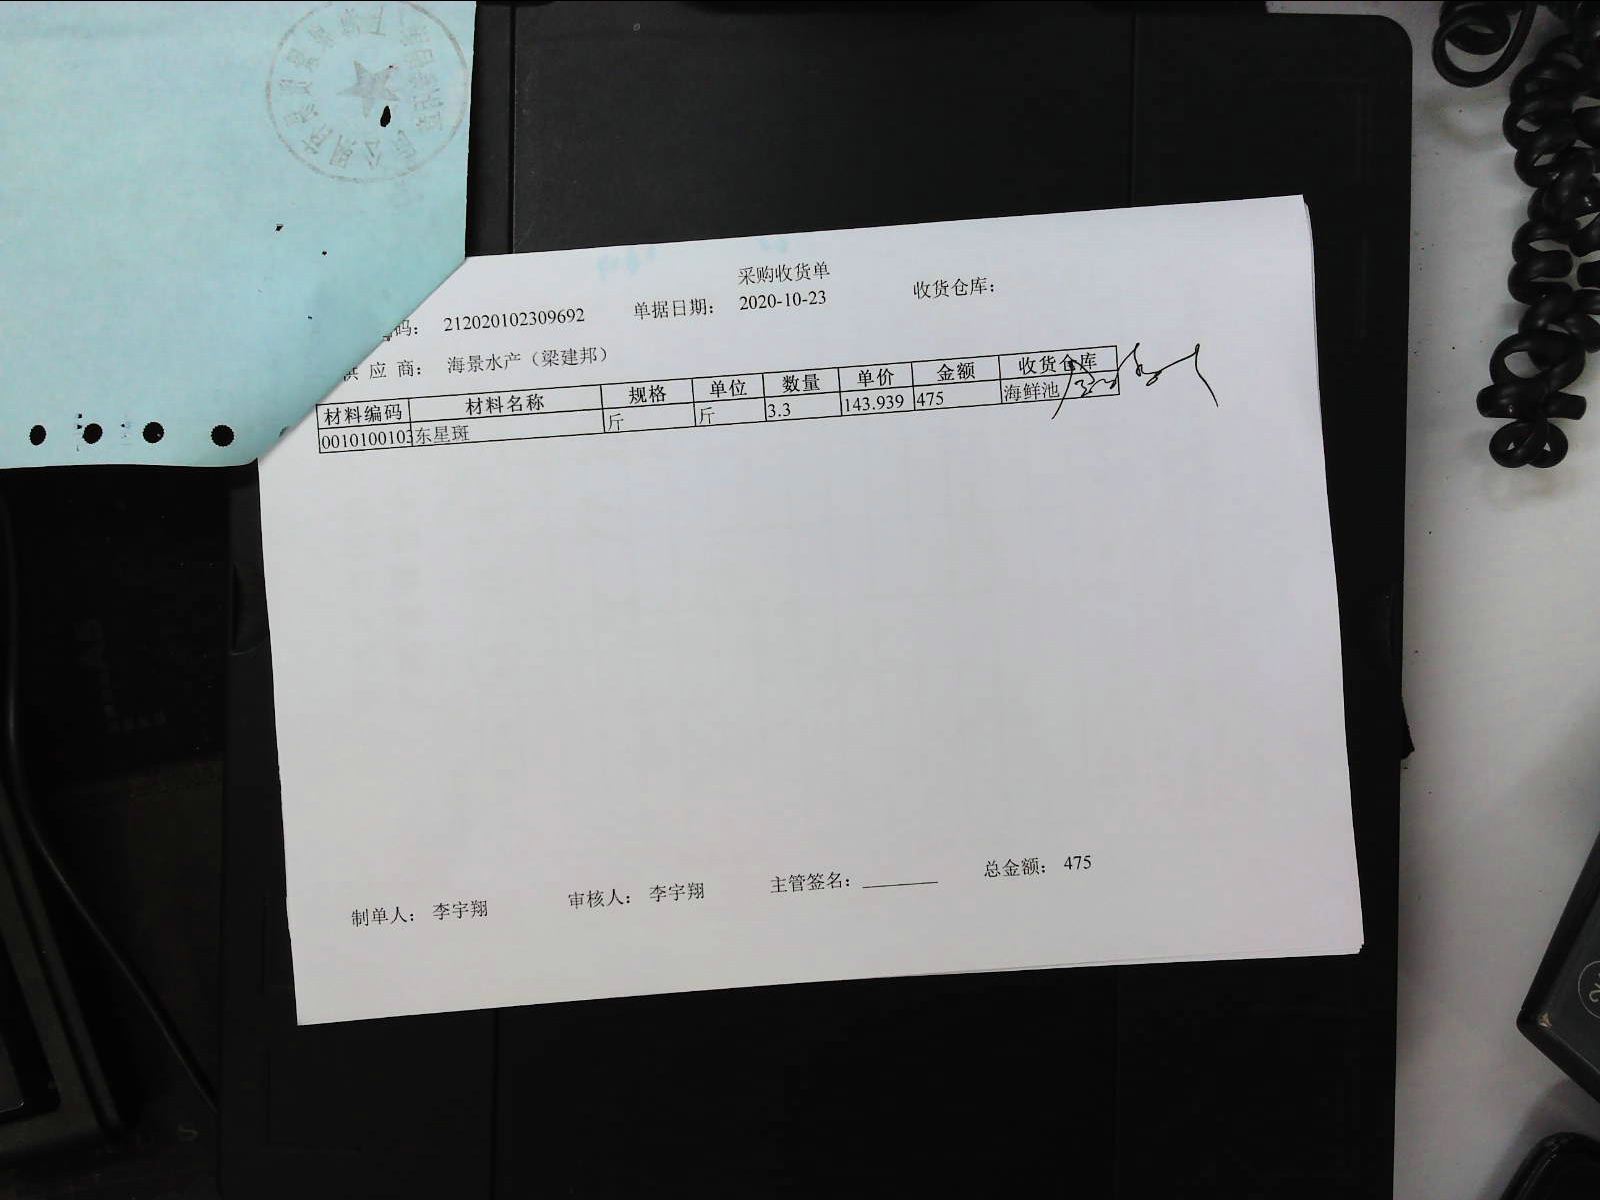 采购收货单
码： 212020102309692 单据日期： 2020-10-23 收货仓库：
供 应 商： 海景水产（梁建邦）
材料编码 材料名称 规格 单位 数量 单价 金额 收货仓库
0010100103 东星斑 斤 斤 3.3 143.939 475 海鲜池
制单人： 李宇翔 审核人： 李宇翔 主管签名： 总金额： 475